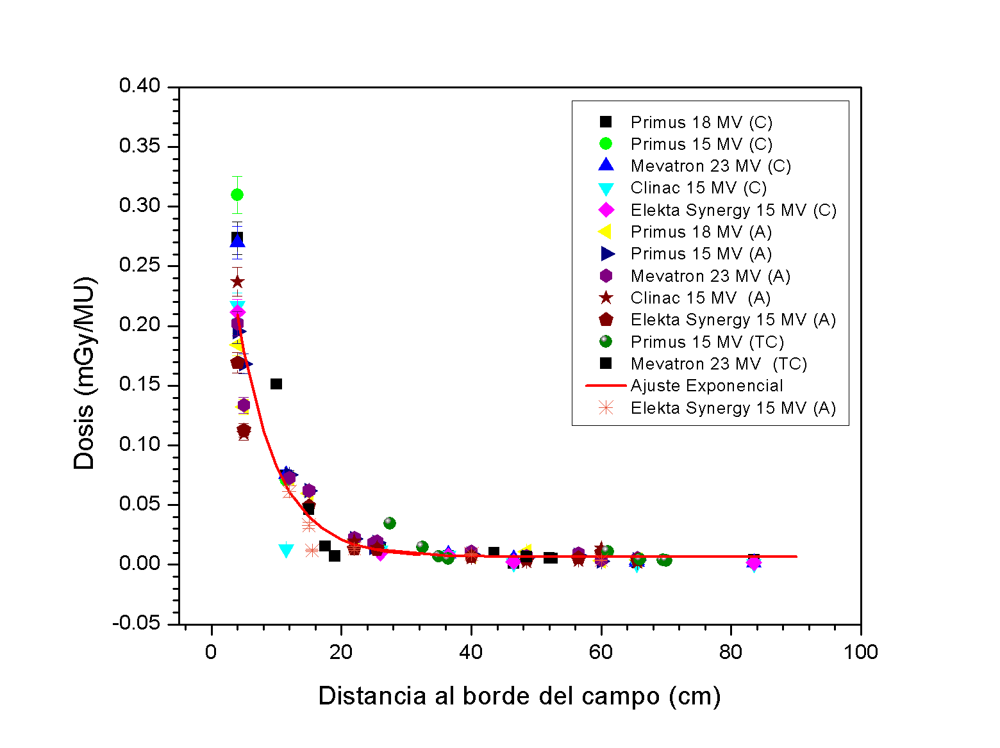 0.40
0.35
0.30
0.25
0.20
0.15
0.10
0.05
0.00
-0.05
Dosis (mGy/MU)
Primus 18 MV (C)
Primus 15 MV (C)
Mevatron 23 MV (C)
Clinac 15 MV (C)
Elekta Synergy 15 MV (C)
Primus 18 MV (A)
Primus 15 MV (A)
Mevatron 23 MV (A)
Clinac 15 MV  (A)
Elekta Synergy 15 MV (A)
Primus 15 MV (TC)
Mevatron 23 MV  (TC)
Ajuste Exponencial
Elekta Synergy 15 MV (A)
0 20 40 60 80 100
Distancia al borde del campo (cm)